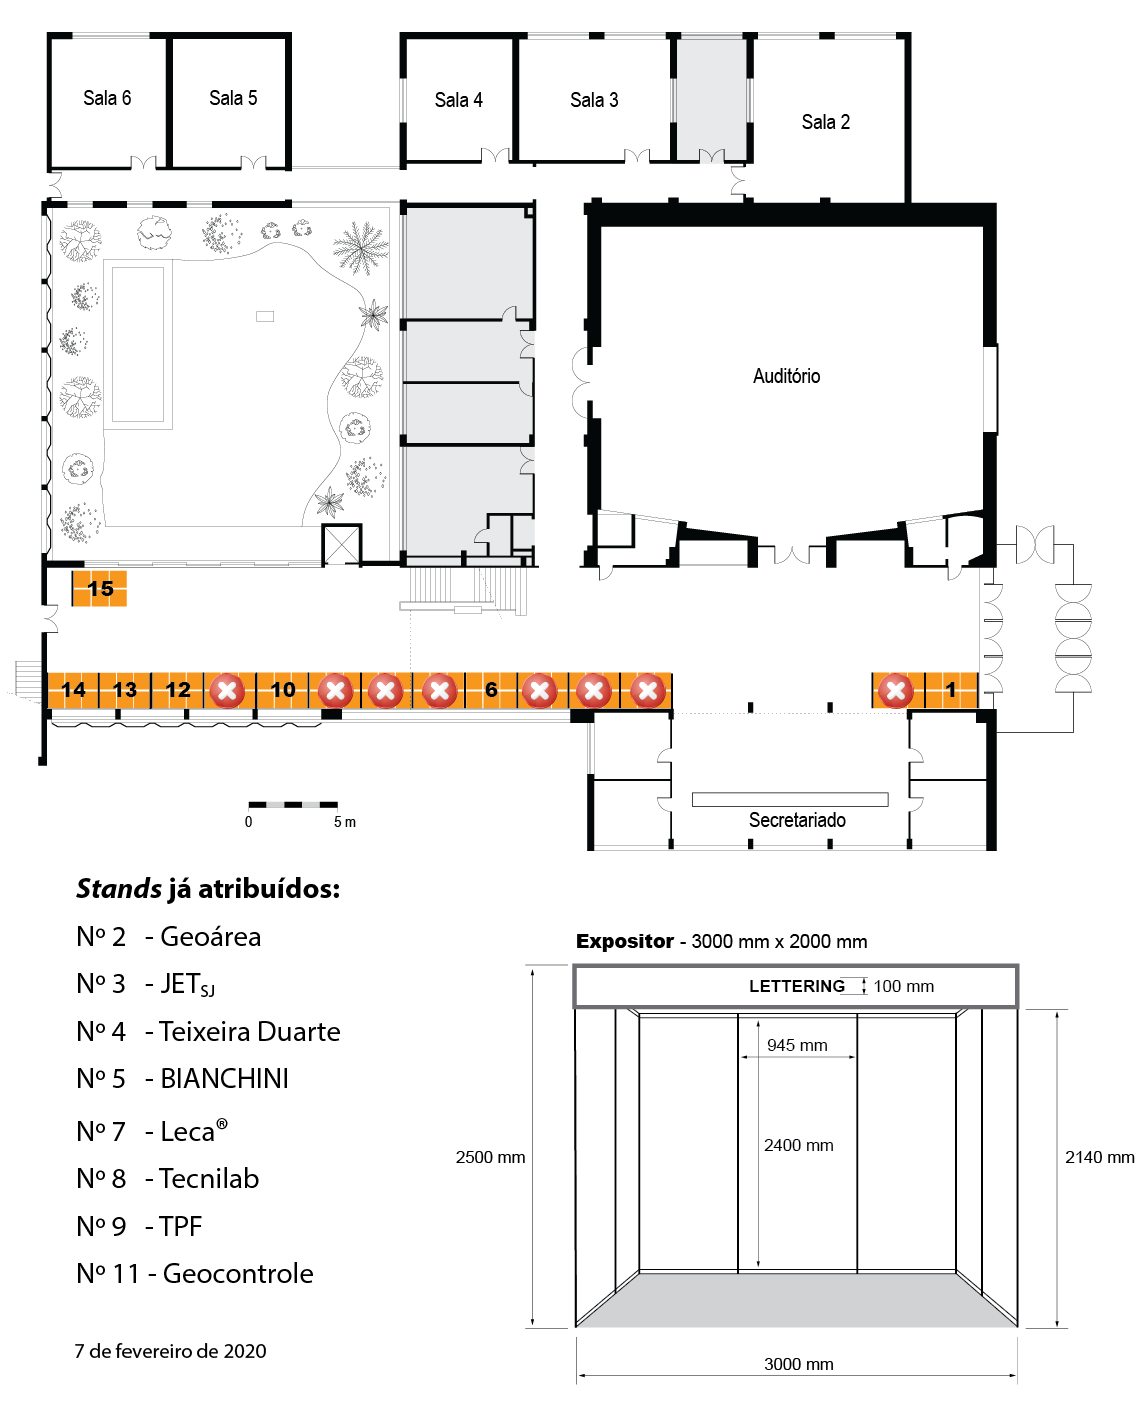 Sala 6
Sala 5
Sala 4
Sala 3
Sala 2
Auditório
15
14
13
12
10
6
1
Secretariado
0
5 m
Stands já atribuídos:
Nº 2 - Geoárea
Nº 3 - JETSJ
Nº 4 - Teixeira Duarte
Nº 5 - BIANCHINI
Nº 7 - Leca®
Nº 8 - Tecnilab
Nº 9 - TPF
Nº 11 - Geocontrole
7 de fevereiro de 2020
Expositor - 3000 mm x 2000 mm
LETTERING
100 mm
945 mm
2400 mm
2500 mm
2140 mm
3000 mm